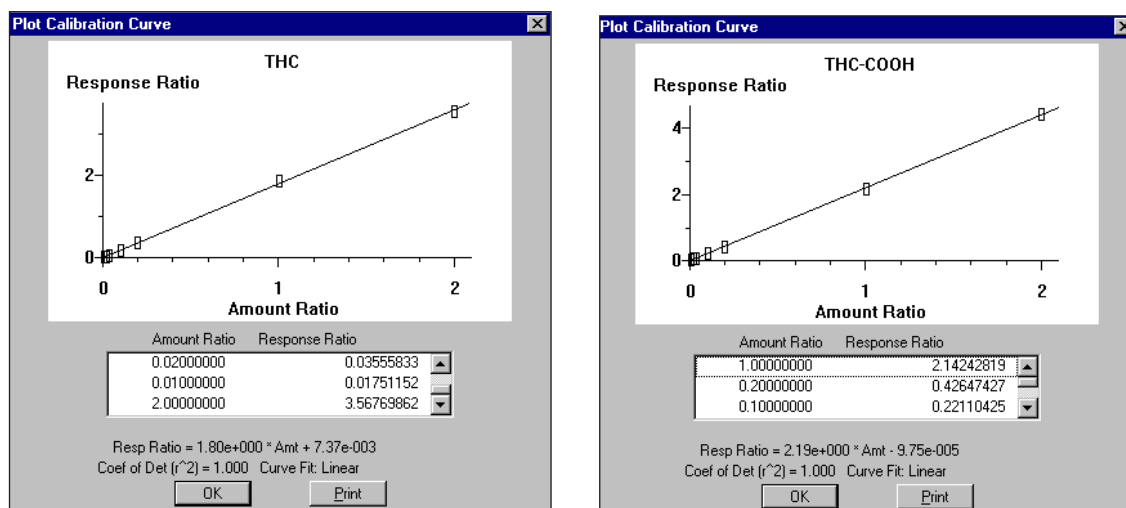 Plot Calibration Curve
THC
Response Ratio
2
0
0 1 2
Amount Ratio
Amount Ratio Response Ratio
0.02000000 0.03555833
0.01000000 0.01751152
2.00000000 3.56769862
Resp Ratio = 1.80e+000 * Amt + 7.37e-003
Coef of Det (r^2) = 1.000 Curve Fit: Linear
OK Print
Plot Calibration Curve
THC-COOH
Response Ratio
4
2
0
0 1 2
Amount Ratio
Amount Ratio Response Ratio
1.00000000 2.14242819
0.20000000 0.42647427
0.10000000 0.22110425
Resp Ratio = 2.19e+000 * Amt - 9.75e-005
Coef of Det (r^2) = 1.000 Curve Fit: Linear
OK Print